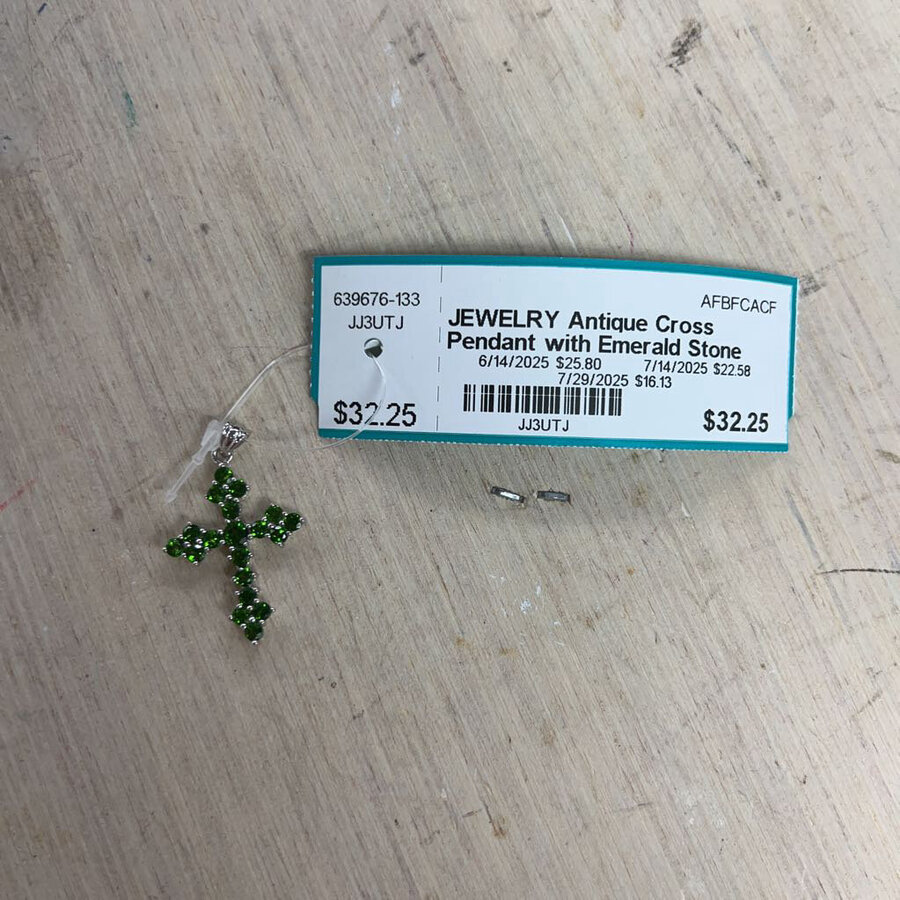 639676-133
JJ3UTJ
$32.25
AFBFCACF
JEWELRY Antique Cross
Pendant with Emerald Stone
6/14/2025 $25.80 7/14/2025 $22.58
7/29/2025 $16.13
JJ3UTJ
$32.25